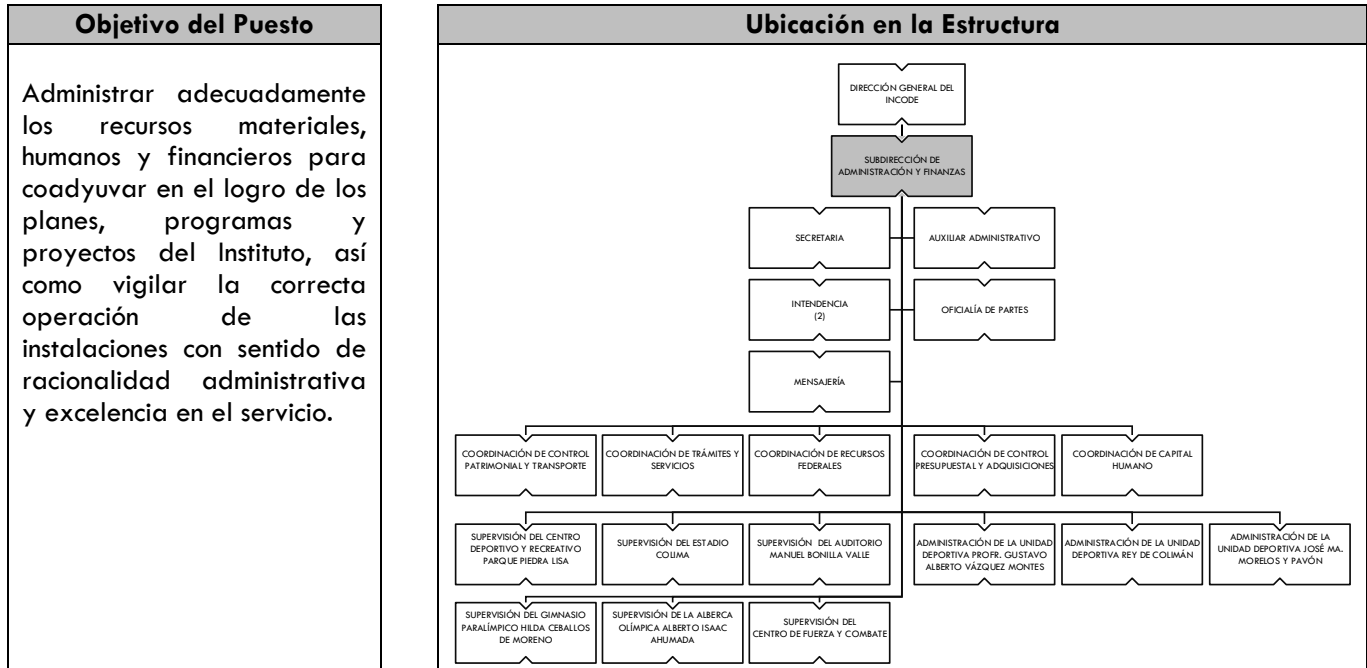 Objetivo del Puesto
Administrar adecuadamente
los recursos materiales,
humanos y financieros para
coadyuvar en el logro de los
planes, programas y
proyectos del Instituto, así
como vigilar la correcta
operación de las
instalaciones con sentido de
racionalidad administrativa
y excelencia en el servicio.
Ubicación en la Estructura
DIRECCIÓN GENERAL DEL
INCODE
SUBDIRECCIÓN DE
ADMINISTRACIÓN Y FINANZAS
SECRETARIA
AUXILIAR ADMINISTRATIVO
INTENDENCIA
(2)
OFICIALÍA DE PARTES
MENSAJERÍA
COORDINACIÓN DE CONTROL
PATRIMONIAL Y TRANSPORTE
COORDINACIÓN DE TRÁMITES Y
SERVICIOS
COORDINACIÓN DE RECURSOS
FEDERALES
COORDINACIÓN DE CONTROL
PRESUPUESTAL Y ADQUISICIONES
COORDINACIÓN DE CAPITAL
HUMANO
SUPERVISIÓN DEL CENTRO
DEPORTIVO Y RECREATIVO
PARQUE PIEDRA LISA
SUPERVISIÓN DEL ESTADIO
COLIMA
SUPERVISIÓN DEL AUDITORIO
MANUEL BONILLA VALLE
ADMINISTRACIÓN DE LA UNIDAD
DEPORTIVA PROFR. GUSTAVO
ALBERTO VÁZQUEZ MONTES
ADMINISTRACIÓN DE LA UNIDAD
DEPORTIVA REY DE COLIMÁN
ADMINISTRACIÓN DE LA
UNIDAD DEPORTIVA JOSÉ MA.
MORELOS Y PAVÓN
SUPERVISIÓN DEL GIMNASIO
PARALÍMPICO HILDA CEBALLOS
DE MORENO
SUPERVISIÓN DE LA ALBERCA
OLÍMPICA ALBERTO ISAAC
AHUMADA
SUPERVISIÓN DEL
CENTRO DE FUERZA Y COMBATE